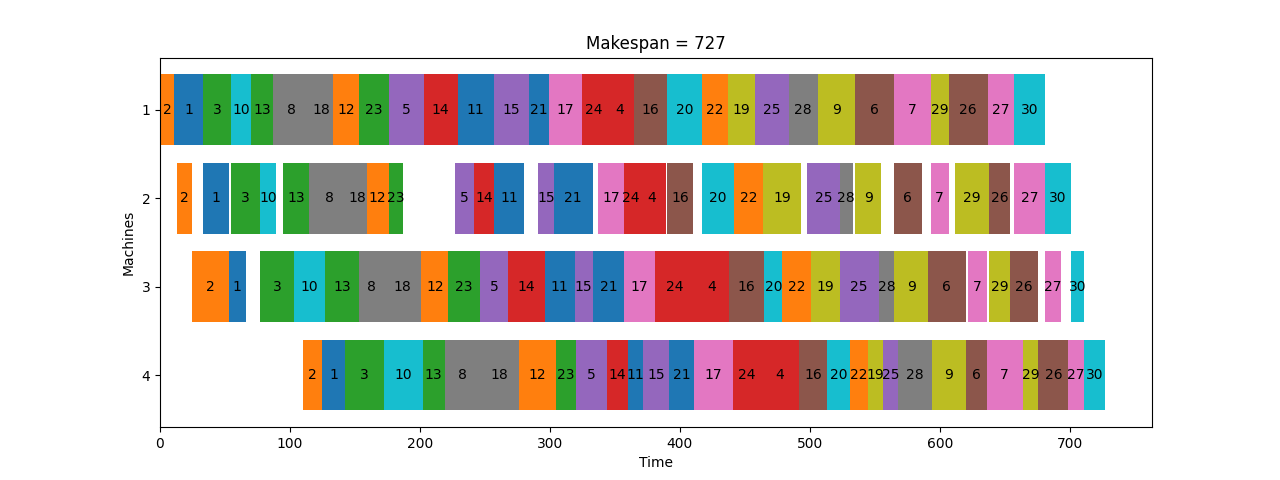 Makespan = 727
1 2 1 3 10 13 8 18 12 23 5 14 11 15 21 17 24 4 16 20 22 19 25 28 9 6 7 29 26 27 30
2 2 1 3 10 13 8 18 12 23 5 14 11 15 21 17 24 4 16 20 22 19 25 28 9 6 7 29 26 27 30
3 2 1 3 10 13 8 18 12 23 5 14 11 15 21 17 24 4 16 20 22 19 25 28 9 6 7 29 26 27 30
4 2 1 3 10 13 8 18 12 23 5 14 11 15 21 17 24 4 16 20 22 19 25 28 9 6 7 29 26 27 30
Machines
0 100 200 300 400 500 600 700
Time